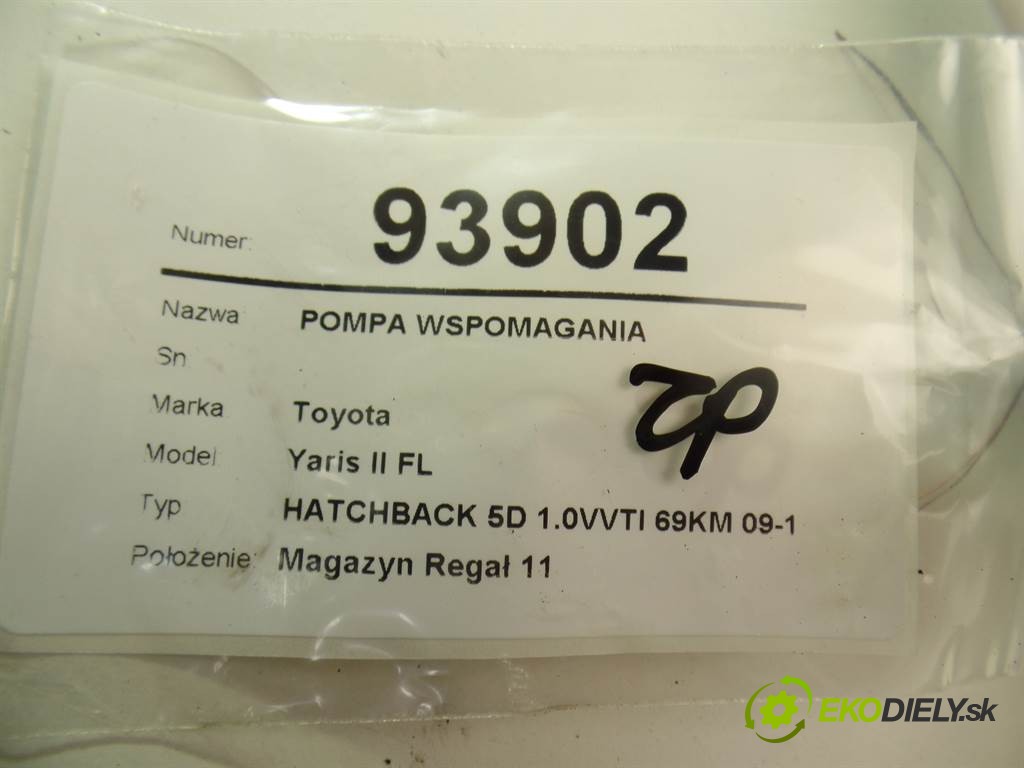 Numer: 93902
Nazwa POMPA WSPOMAGANIA
Sn
Marka Toyota
Model Yaris II FL
Typ HATCHBACK 5D 1.0VVTI 69KM 09-1
Położenie: Magazyn Regał 11
EKODIELY.sk